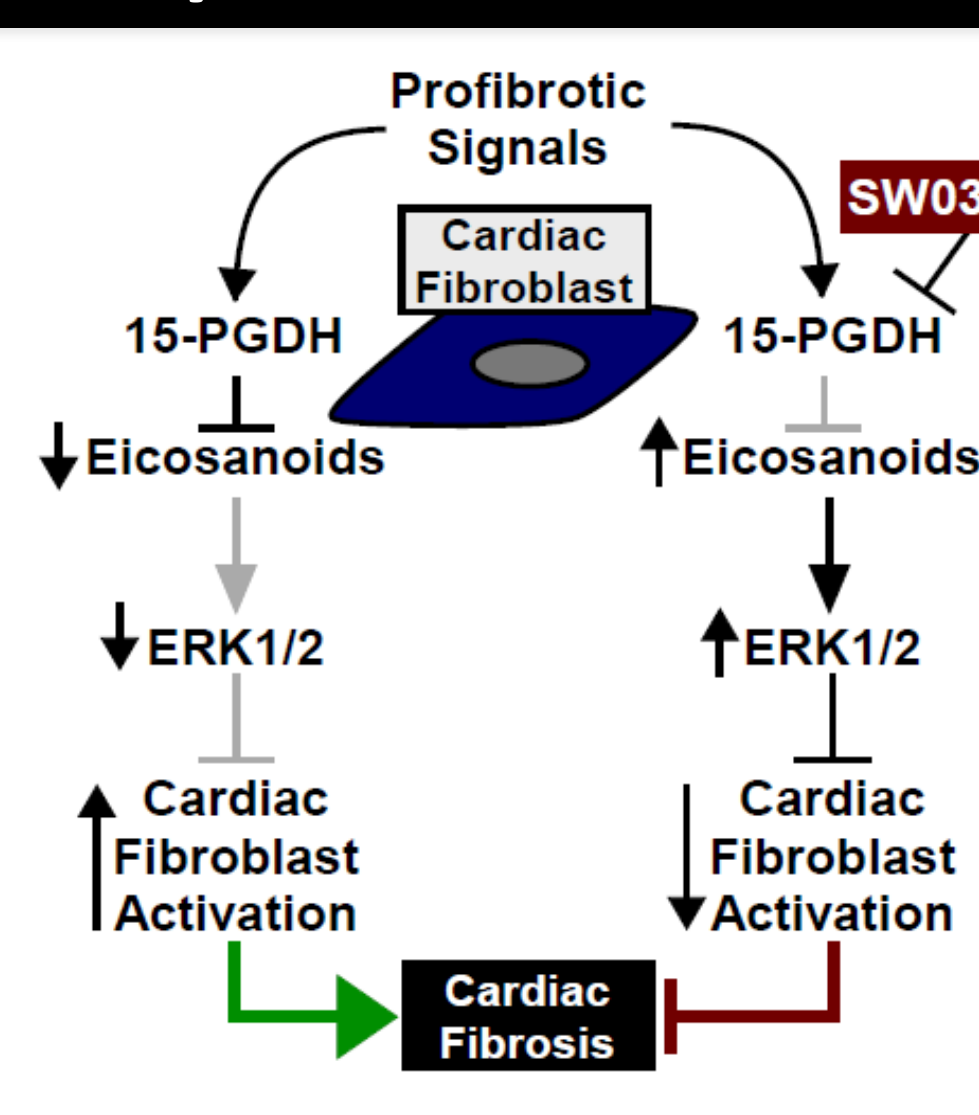 Profibrotic
Signals
SW03
Cardiac
Fibroblast
15-PGDH
15-PGDH
Eicosanoids
Eicosanoids
ERK1/2
ERK1/2
Cardiac
Fibroblast
Activation
Cardiac
Fibroblast
Activation
Cardiac
Fibrosis